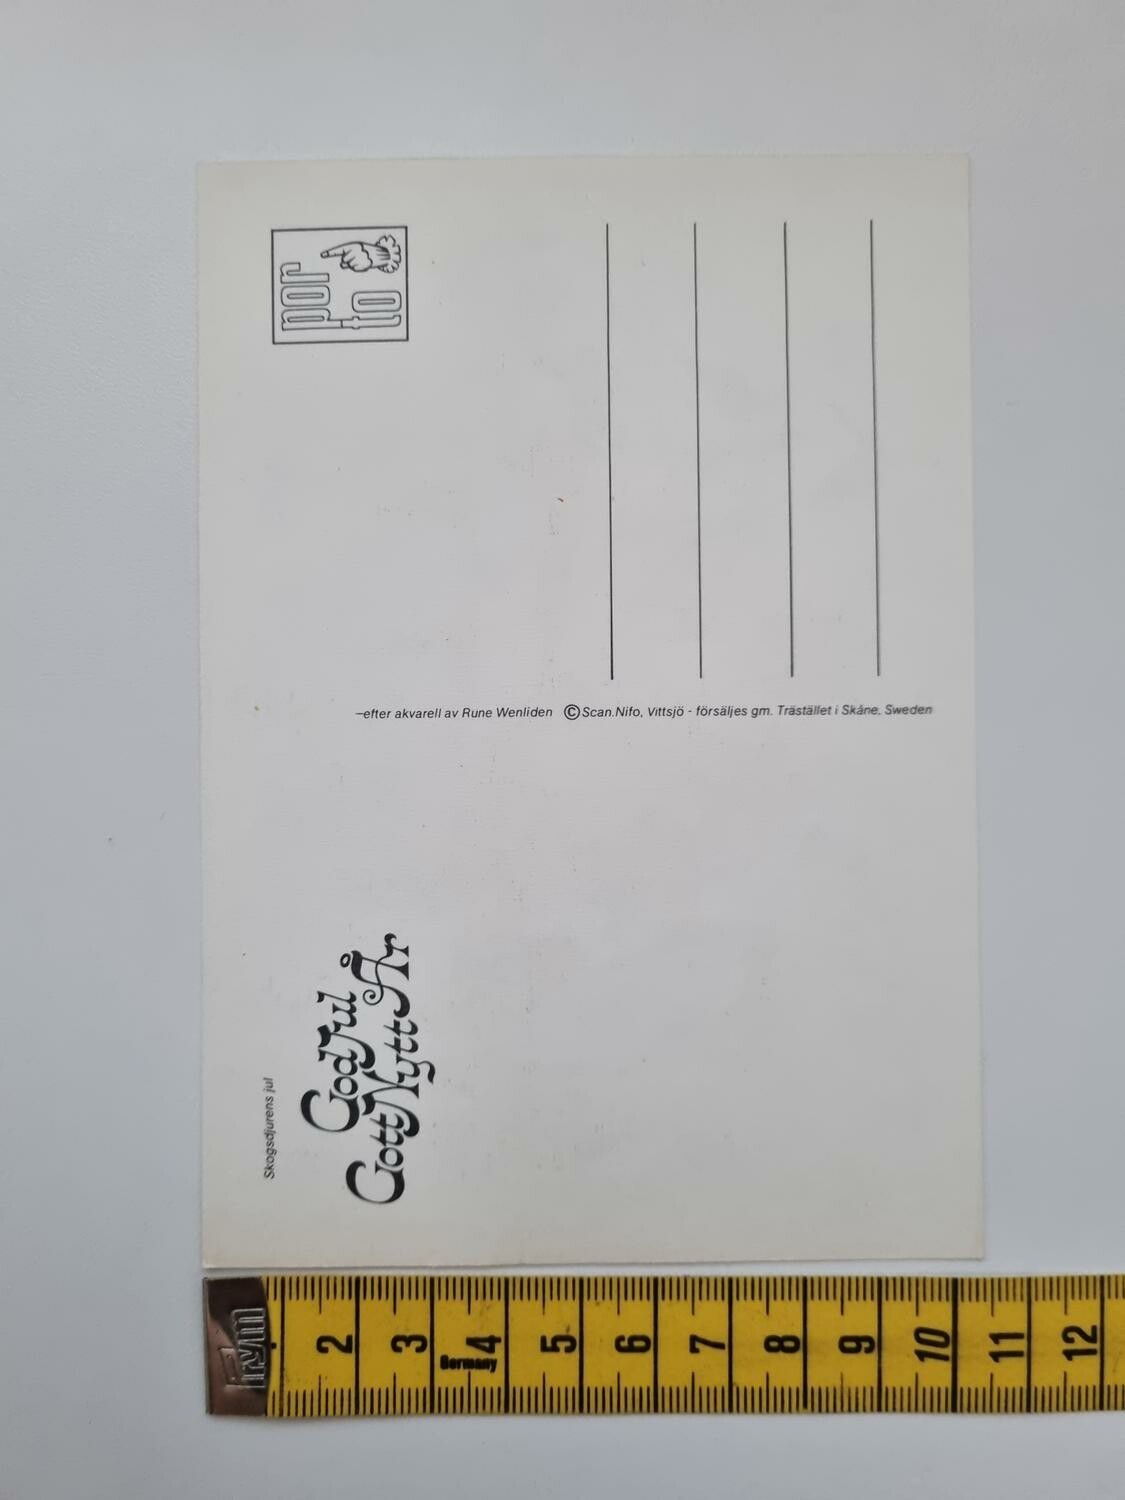 por
to
Skogsdjurens jul
God Jul
Gott Nytt År
—efter akvarell av Rune Wenliden © Scan.Nifo, Vittsjö - försäljes gm. Trästället i Skåne, Sweden
Prym
2 3 4 5 6 7 8 9 10 11 12
Germany